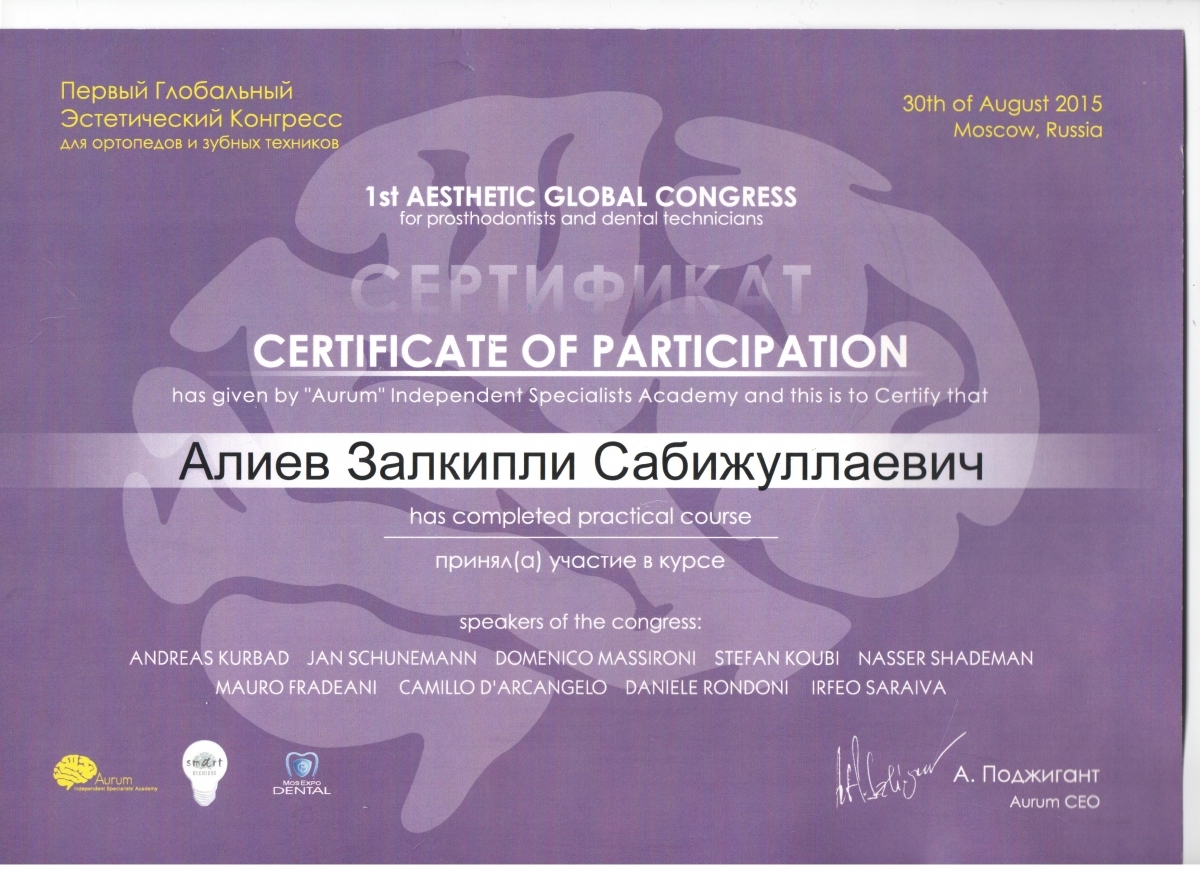 Первый Глобальный
Эстетический Конгресс
для ортопедов и зубных техников
30th of August 2015
Moscow, Russia
1st AESTHETIC GLOBAL CONGRESS
for prosthodontists and dental technicians
СЕРТИФИКАТ
CERTIFICATE OF PARTICIPATION
has given by "Aurum" Independent Specialists Academy and this is to Certify that
Алиев Залкипли Сабижуллаевич
has completed practical course
принял(а) участие в курсе
speakers of the congress:
ANDREAS KURBAD JAN SCHUNEMANN DOMENICO MASSIRONI STEFAN KOUBI NASSER SHADEMAN
MAURO FRADEANI CAMILLO D'ARCANGELO DANIELE RONDONI IRFEO SARAIVA
Aurum
Independent Specialists' Academy
smart
MosExpo
DENTAL
А. Поджигант
Aurum CEO